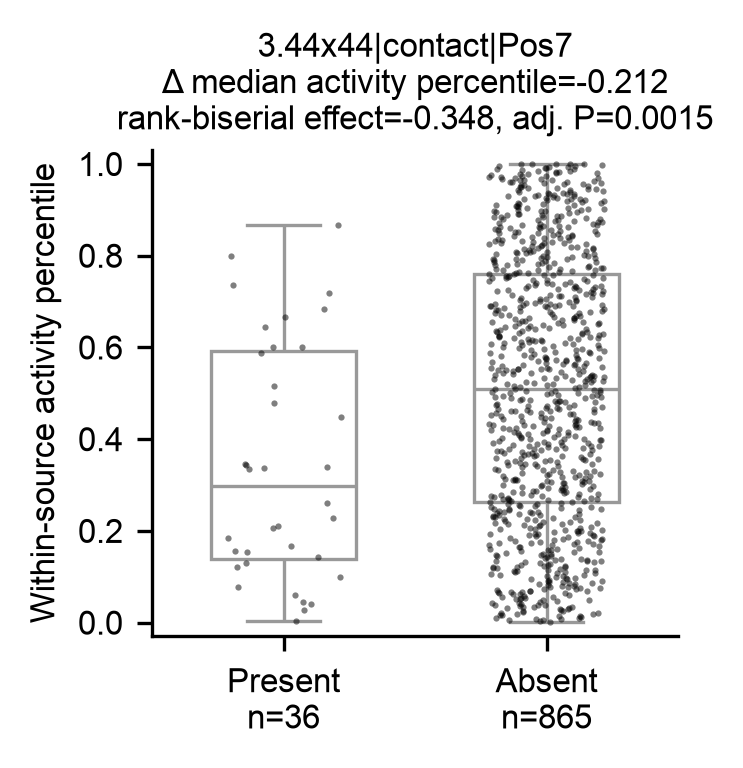 3.44x44|contact|Pos7
Δ median activity percentile=-0.212
rank-biserial effect=-0.348, adj. P=0.0015
Within-source activity percentile
1.0
0.8
0.6
0.4
0.2
0.0
Present
n=36
Absent
n=865